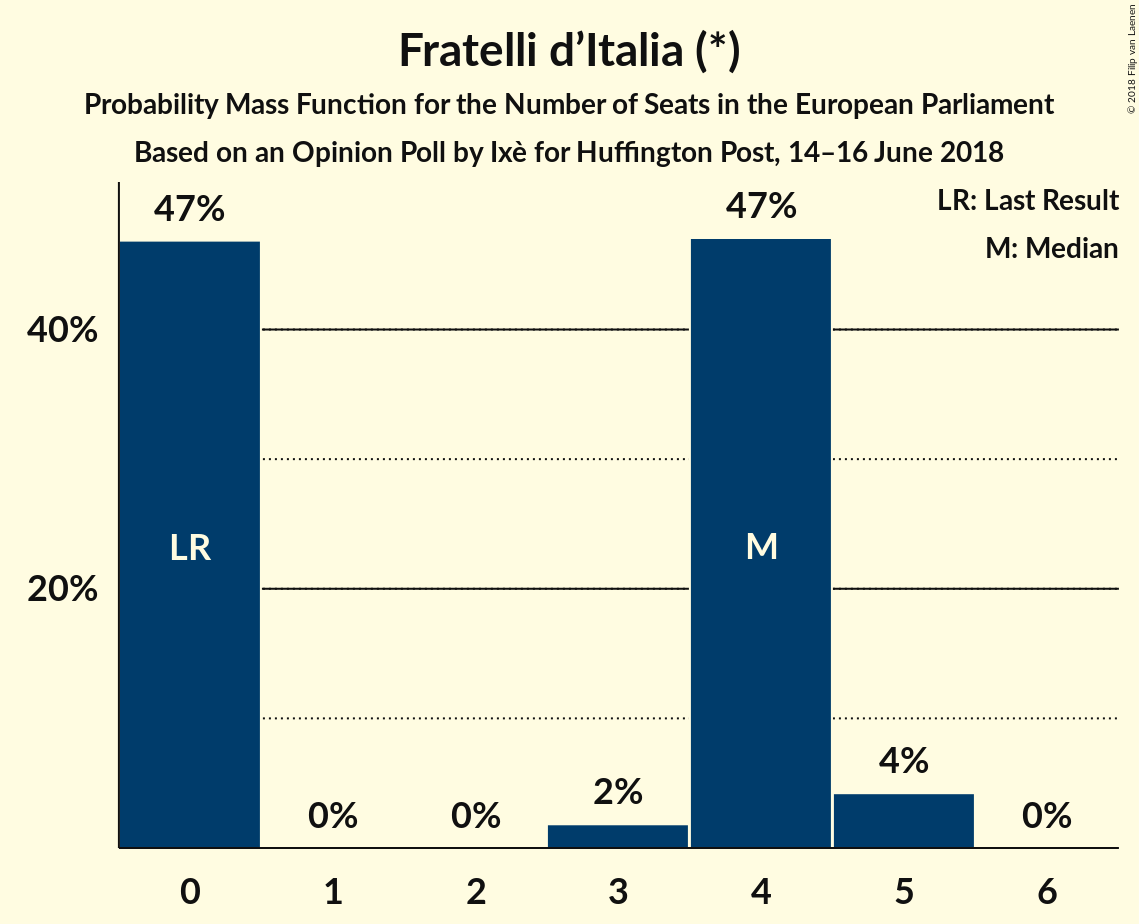 Fratelli d’Italia (*)
Probability Mass Function for the Number of Seats in the European Parliament
Based on an Opinion Poll by Ixè for Huffington Post, 14–16 June 2018
© 2018 Filip van Laenen
LR: Last Result
M: Median
47%
47%
40%
LR
M
20%
4%
2%
0%
0%
0%
0 1 2 3 4 5 6